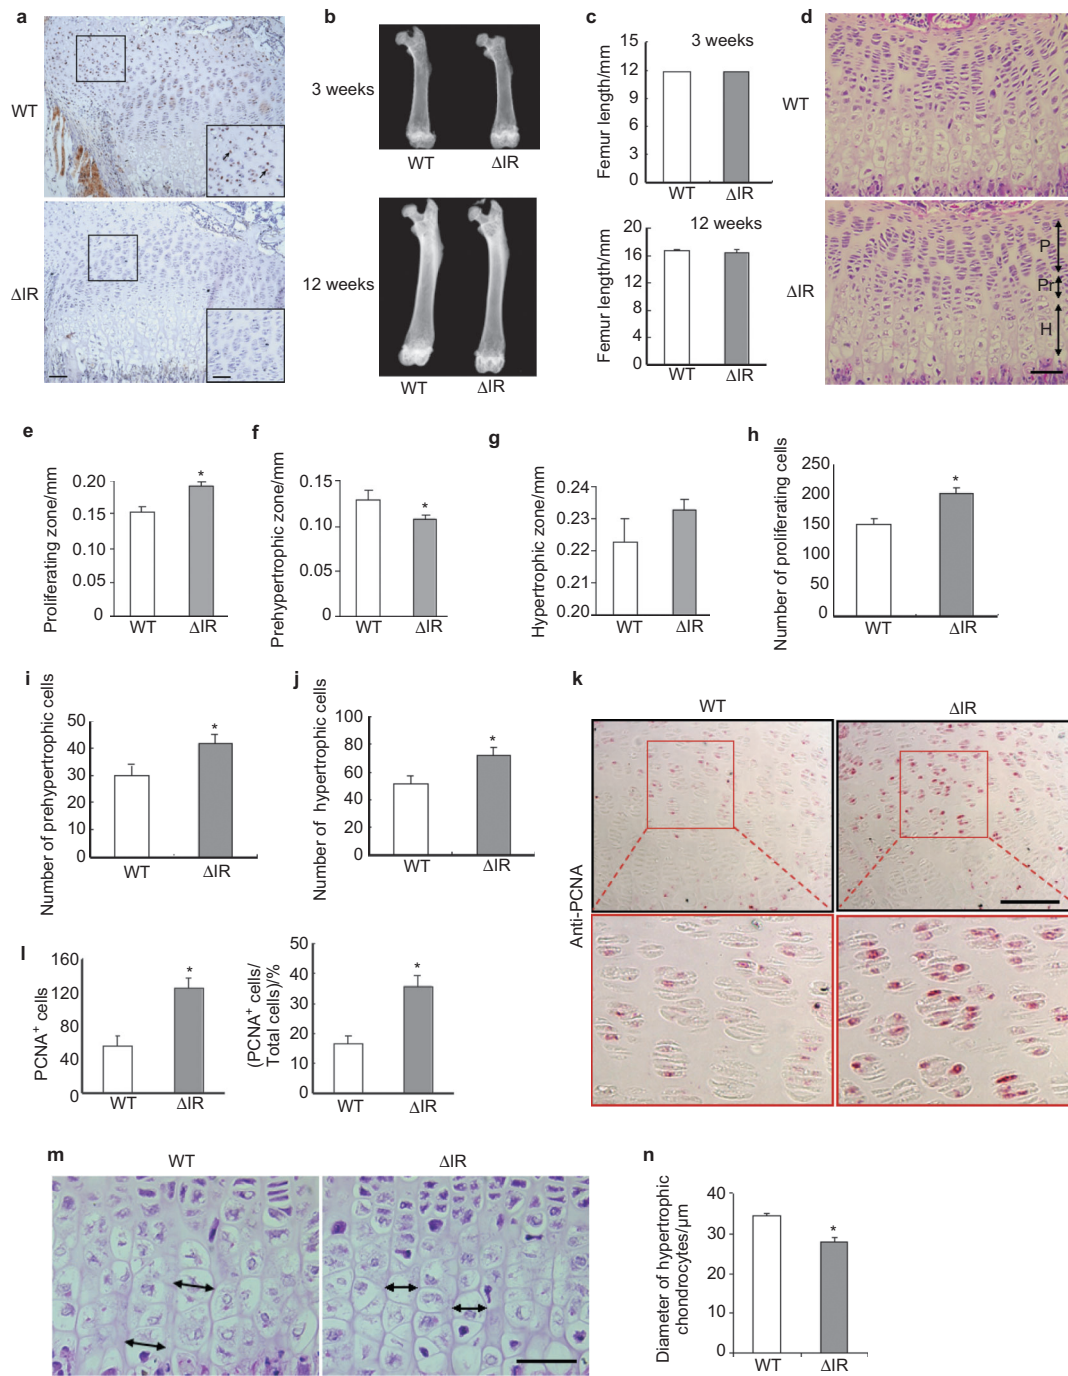 a
WT
ΔIR
b
3 weeks
WT
ΔIR
12 weeks
WT
ΔIR
c
3 weeks
Femur length/mm
15
12
9
6
3
0
WT
ΔIR
12 weeks
Femur length/mm
20
16
12
8
4
0
WT
ΔIR
d
WT
ΔIR
P
Pr
H
e
Proliferating zone/mm
0.20
0.15
0.10
0.05
0
*
WT
ΔIR
f
Prehypertrophic zone/mm
0.15
0.10
0.05
0
*
WT
ΔIR
g
Hypertrophic zone/mm
0.24
0.23
0.22
0.21
0.20
WT
ΔIR
h
Number of proliferating cells
250
200
150
100
50
0
*
WT
ΔIR
i
Number of prehypertrophic cells
50
40
30
20
10
0
*
WT
ΔIR
j
Number of hypertrophic cells
100
80
60
40
20
0
*
WT
ΔIR
k
WT
ΔIR
Anti-PCNA
l
PCNA⁺ cells
160
120
80
40
0
*
WT
ΔIR
(PCNA⁺ cells/
Total cells)/%
50
40
30
20
10
0
*
WT
ΔIR
m
WT
ΔIR
n
Diameter of hypertrophic
chondrocytes/μm
40
30
20
10
0
*
WT
ΔIR